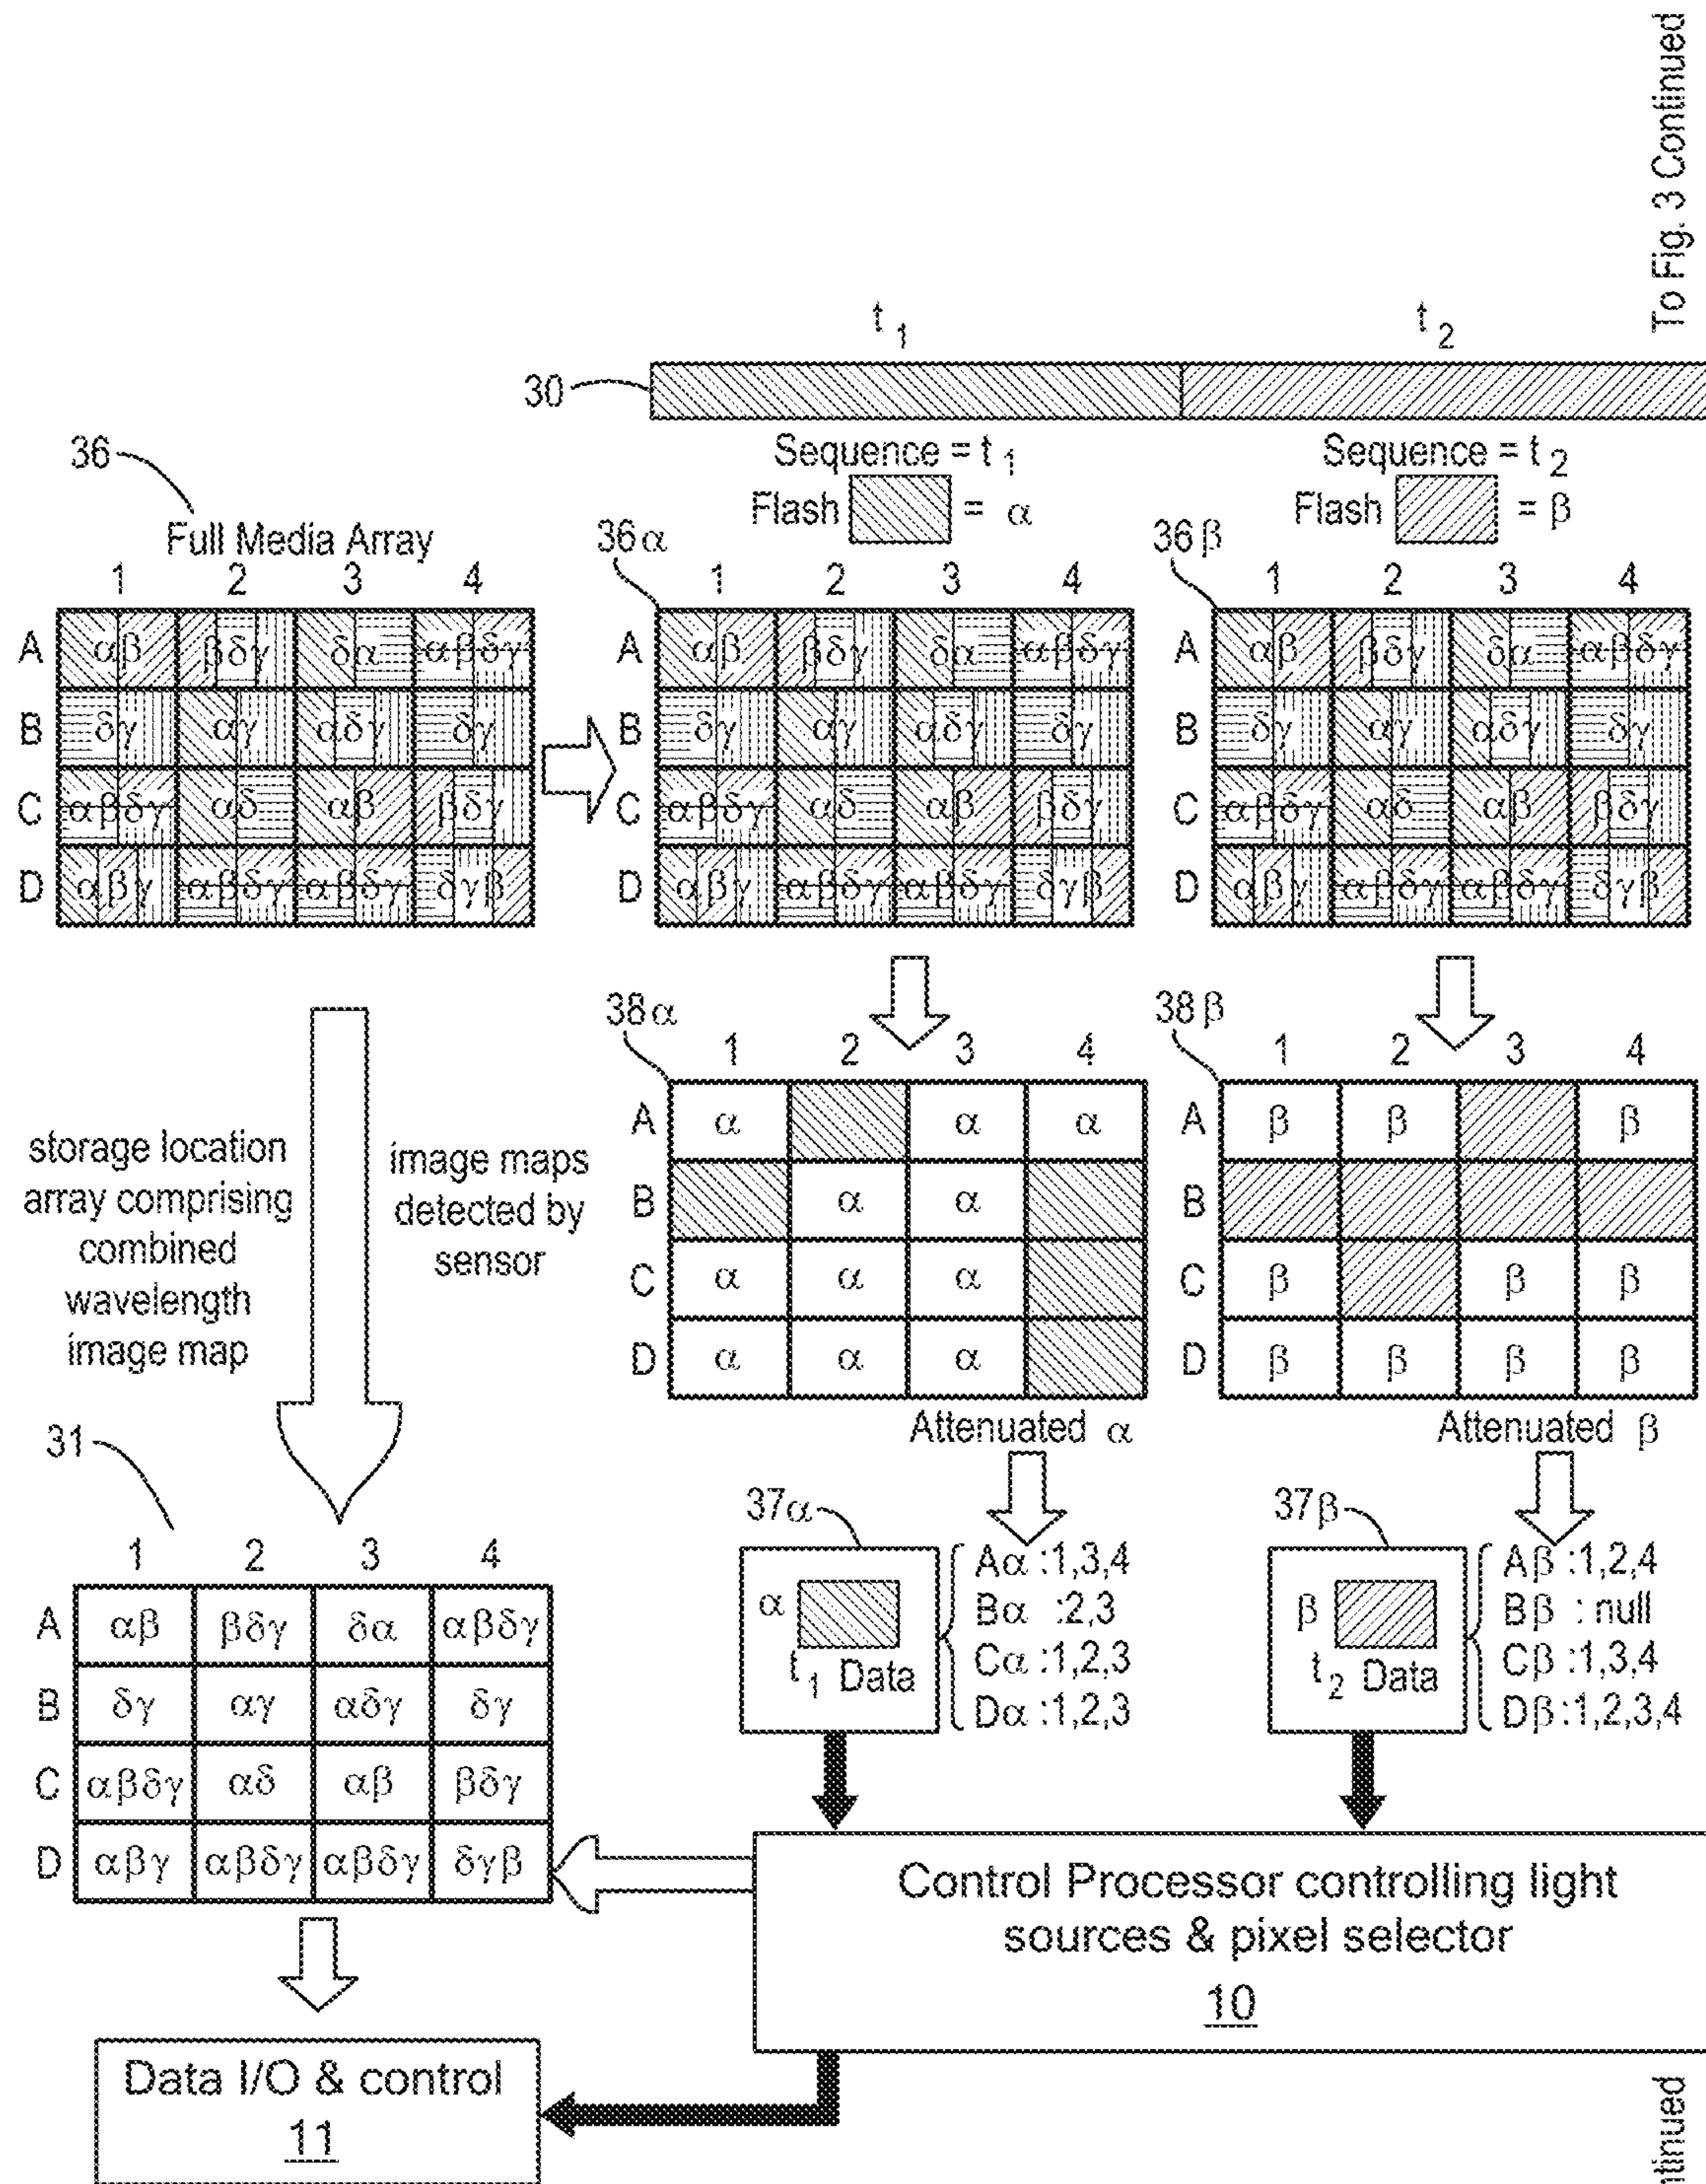 To Fig. 3 Continued
t1 t2
30
36
Sequence = t1
Sequence = t2
Flash = α
Flash = β
Full Media Array
36α
36β
1 2 3 4
1 2 3 4
1 2 3 4
A αβ βδγ δα αβδγ
A αβ βδγ δα αβδγ
A αβ βδγ δα αβδγ
B δγ αγ αδγ δγ
B δγ αγ αδγ δγ
B δγ αγ αδγ δγ
C αβδγ αδ αβ βδγ
C αβδγ αδ αβ βδγ
C αβδγ αδ αβ βδγ
D αβγ αβδγ αβδγ δγβ
D αβγ αβδγ αβδγ δγβ
D αβγ αβδγ αβδγ δγβ
38α
38β
1 2 3 4
1 2 3 4
A α α α
A β β β
B α α
B
C α α α
C β β β
D α α α
D β β β β
storage location
array comprising
combined
wavelength
image map
image maps
detected by
sensor
Attenuated α
Attenuated β
31
37α
37β
α
t1 Data
Aα :1,3,4
Bα :2,3
Cα :1,2,3
Dα :1,2,3
β
t2 Data
Aβ :1,2,4
Bβ : null
Cβ :1,3,4
Dβ :1,2,3,4
1 2 3 4
A αβ βδγ δα αβδγ
B δγ αγ αδγ δγ
C αβδγ αδ αβ βδγ
D αβγ αβδγ αβδγ δγβ
Control Processor controlling light
sources & pixel selector
10
Data I/O & control
11